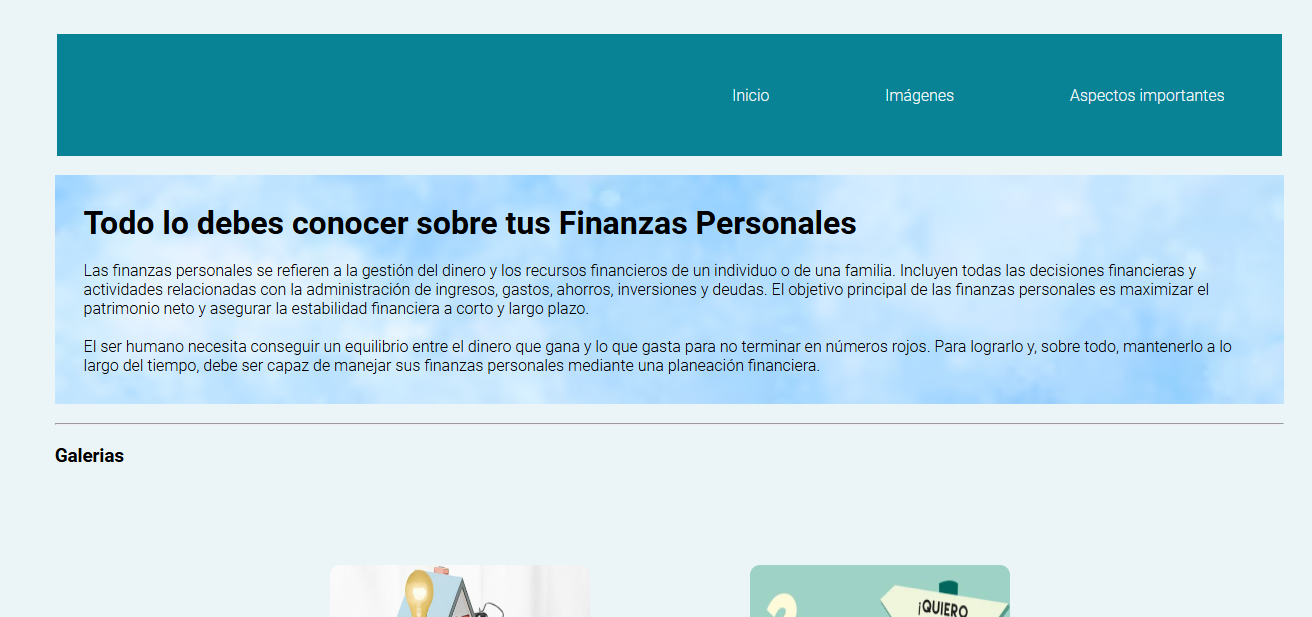 Inicio Imágenes Aspectos importantes
Todo lo debes conocer sobre tus Finanzas Personales
Las finanzas personales se refieren a la gestión del dinero y los recursos financieros de un individuo o de una familia. Incluyen todas las decisiones financieras y
actividades relacionadas con la administración de ingresos, gastos, ahorros, inversiones y deudas. El objetivo principal de las finanzas personales es maximizar el
patrimonio neto y asegurar la estabilidad financiera a corto y largo plazo.
El ser humano necesita conseguir un equilibrio entre el dinero que gana y lo que gasta para no terminar en números rojos. Para lograrlo y, sobre todo, mantenerlo a lo
largo del tiempo, debe ser capaz de manejar sus finanzas personales mediante una planeación financiera.
Galerias
¡QUIERO